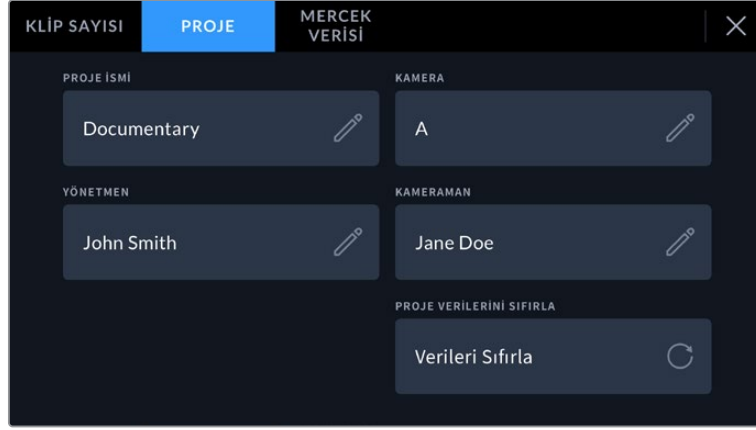 KLİP SAYISI
PROJE
MERCEK
VERİSİ
PROJE İSMİ
KAMERA
Documentary
A
YÖNETMEN
KAMERAMAN
John Smith
Jane Doe
PROJE VERİLERİNİ SIFIRLA
Verileri Sıfırla